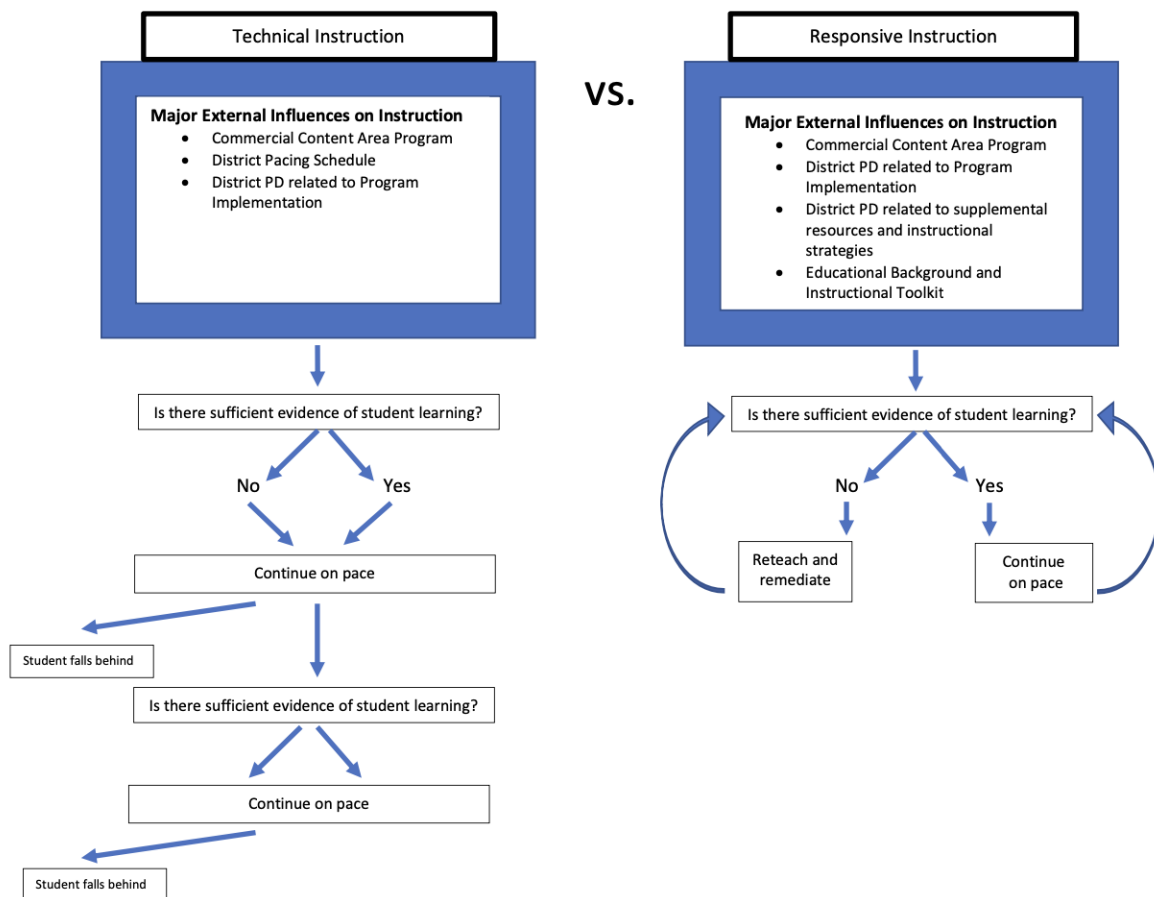 Technical Instruction
Major External Influences on Instruction
• Commercial Content Area Program
• District Pacing Schedule
• District PD related to Program
Implementation
Is there sufficient evidence of student learning?
No
Yes
Continue on pace
Student falls behind
Is there sufficient evidence of student learning?
Continue on pace
Student falls behind
vs.
Responsive Instruction
Major External Influences on Instruction
• Commercial Content Area Program
• District PD related to Program
Implementation
• District PD related to supplemental
resources and instructional
strategies
• Educational Background and
Instructional Toolkit
Is there sufficient evidence of student learning?
No
Yes
Reteach and
remediate
Continue
on pace